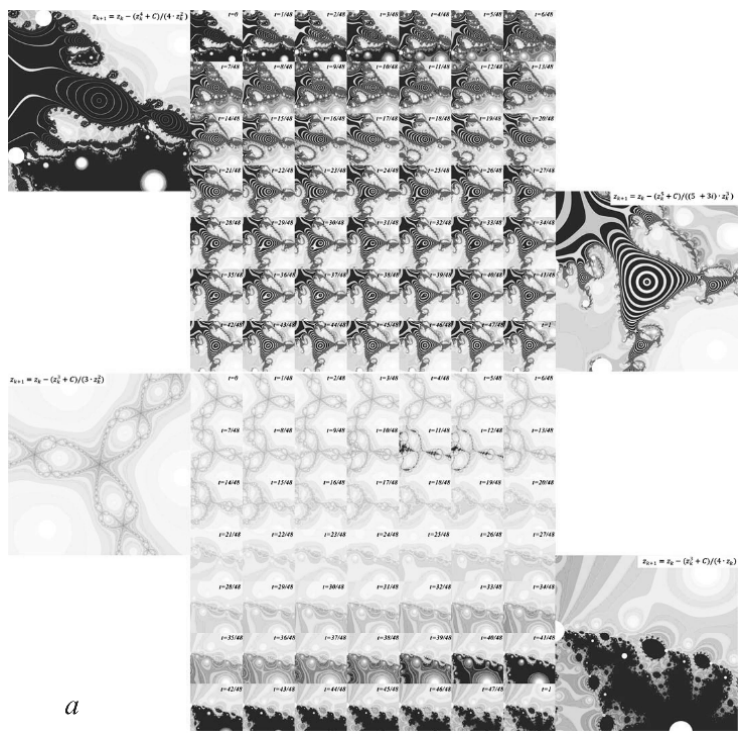 z_{k+1} = z_k − (z_k^4 + C)/(4 · z_k^2)
t=0 t=1/48 t=2/48 t=3/48 t=4/48 t=5/48 t=6/48
t=7/48 t=8/48 t=9/48 t=10/48 t=11/48 t=12/48 t=13/48
t=14/48 t=15/48 t=16/48 t=17/48 t=18/48 t=19/48 t=20/48
t=21/48 t=22/48 t=23/48 t=24/48 t=25/48 t=26/48 t=27/48
t=28/48 t=29/48 t=30/48 t=31/48 t=32/48 t=33/48 t=34/48
t=35/48 t=36/48 t=37/48 t=38/48 t=39/48 t=40/48 t=41/48
t=42/48 t=43/48 t=44/48 t=45/48 t=46/48 t=47/48 t=1
z_{k+1} = z_k − (z_k^4 + C)/((5 + 3i) · z_k^3)
z_{k+1} = z_k − (z_k^3 + C)/(3 · z_k^2)
t=0 t=1/48 t=2/48 t=3/48 t=4/48 t=5/48 t=6/48
t=7/48 t=8/48 t=9/48 t=10/48 t=11/48 t=12/48 t=13/48
t=14/48 t=15/48 t=16/48 t=17/48 t=18/48 t=19/48 t=20/48
t=21/48 t=22/48 t=23/48 t=24/48 t=25/48 t=26/48 t=27/48
t=28/48 t=29/48 t=30/48 t=31/48 t=32/48 t=33/48 t=34/48
t=35/48 t=36/48 t=37/48 t=38/48 t=39/48 t=40/48 t=41/48
t=42/48 t=43/48 t=44/48 t=45/48 t=46/48 t=47/48 t=1
z_{k+1} = z_k − (z_k^3 + C)/(4 · z_k)
a